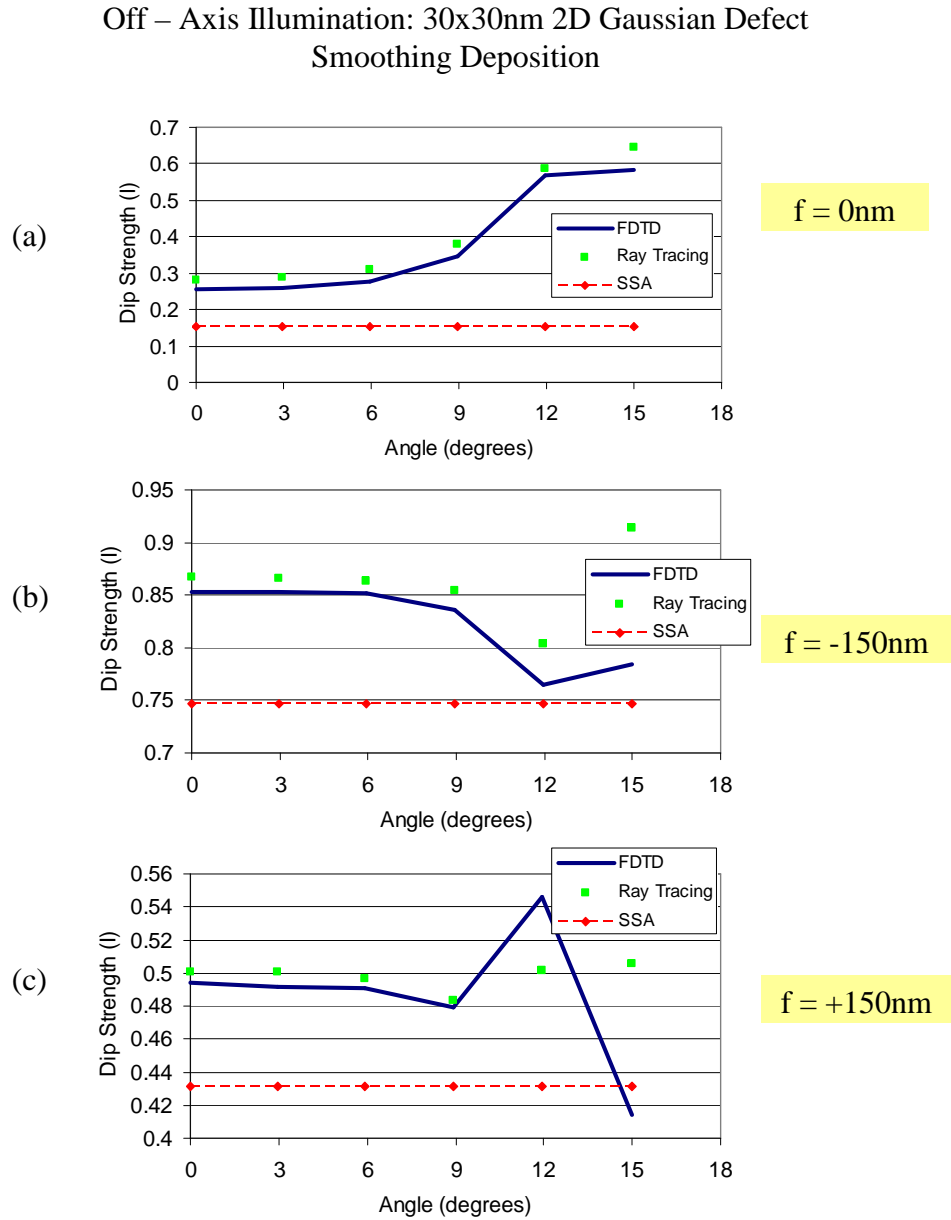 Off – Axis Illumination: 30x30nm 2D Gaussian Defect
Smoothing Deposition
(a)
Dip Strength (I)
0.7
0.6
0.5
0.4
0.3
0.2
0.1
0
FDTD
Ray Tracing
SSA
0 3 6 9 12 15 18
Angle (degrees)
f = 0nm
(b)
Dip Strength (I)
0.95
0.9
0.85
0.8
0.75
0.7
FDTD
Ray Tracing
SSA
0 3 6 9 12 15 18
Angle (degrees)
f = -150nm
(c)
Dip Strength (I)
0.56
0.54
0.52
0.5
0.48
0.46
0.44
0.42
0.4
FDTD
Ray Tracing
SSA
0 3 6 9 12 15 18
Angle (degrees)
f = +150nm